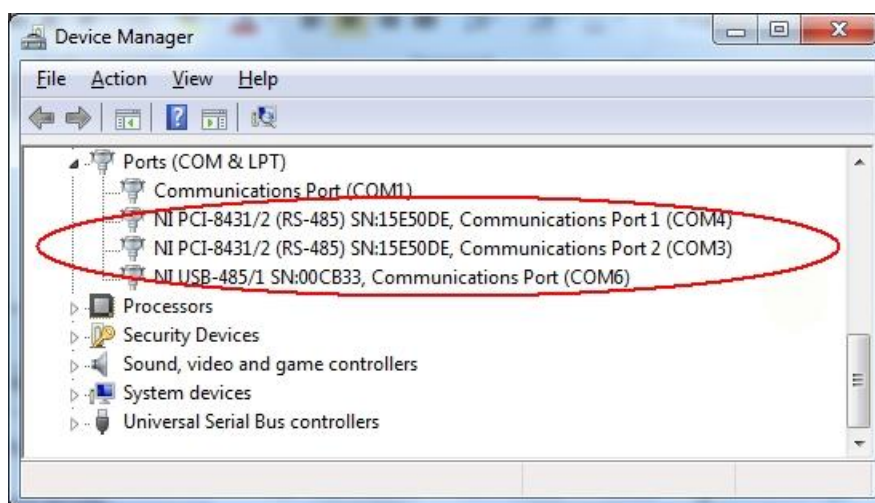 Device Manager
File Action View Help
Ports (COM & LPT)
Communications Port (COM1)
NI PCI-8431/2 (RS-485) SN:15E50DE, Communications Port 1 (COM4)
NI PCI-8431/2 (RS-485) SN:15E50DE, Communications Port 2 (COM3)
NI USB-485/1 SN:00CB33, Communications Port (COM6)
Processors
Security Devices
Sound, video and game controllers
System devices
Universal Serial Bus controllers